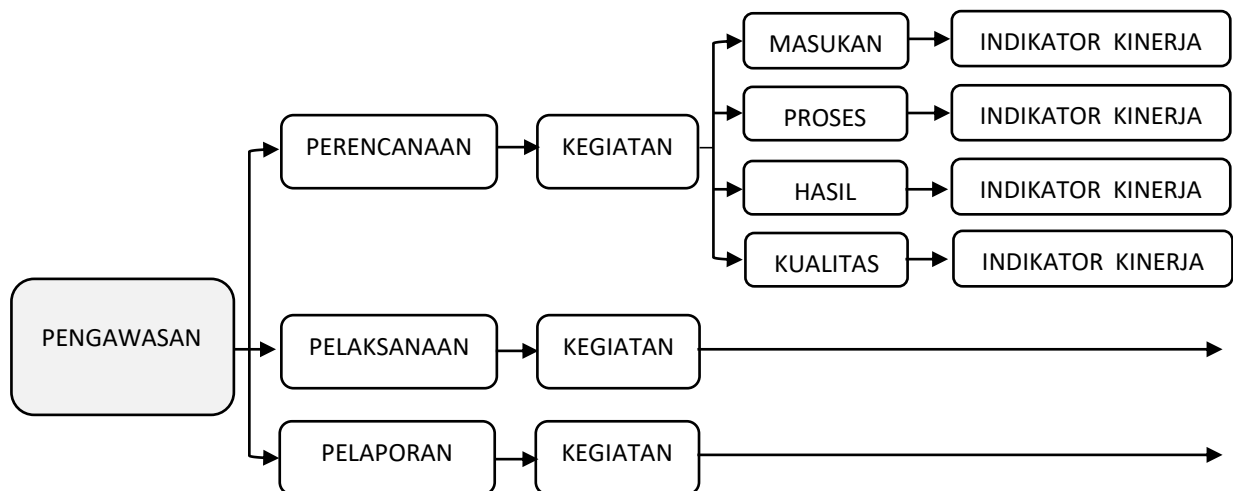 MASUKAN
INDIKATOR KINERJA
PROSES
INDIKATOR KINERJA
PERENCANAAN
KEGIATAN
HASIL
INDIKATOR KINERJA
KUALITAS
INDIKATOR KINERJA
PENGAWASAN
PELAKSANAAN
KEGIATAN
PELAPORAN
KEGIATAN